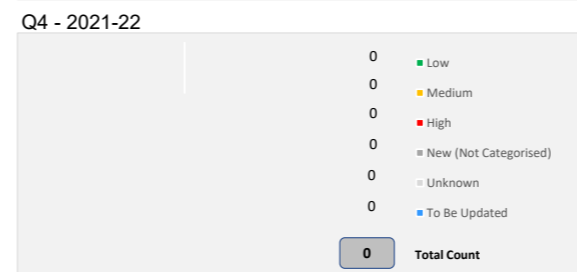 Q4 - 2021-22
0 Low
0 Medium
0 High
0 New (Not Categorised)
0 Unknown
0 To Be Updated
0 Total Count